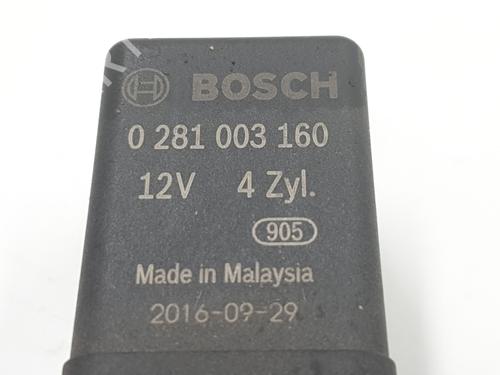 BOSCH
0 281 003 160
12V 4 Zyl.
905
Made in Malaysia
2016-09-29